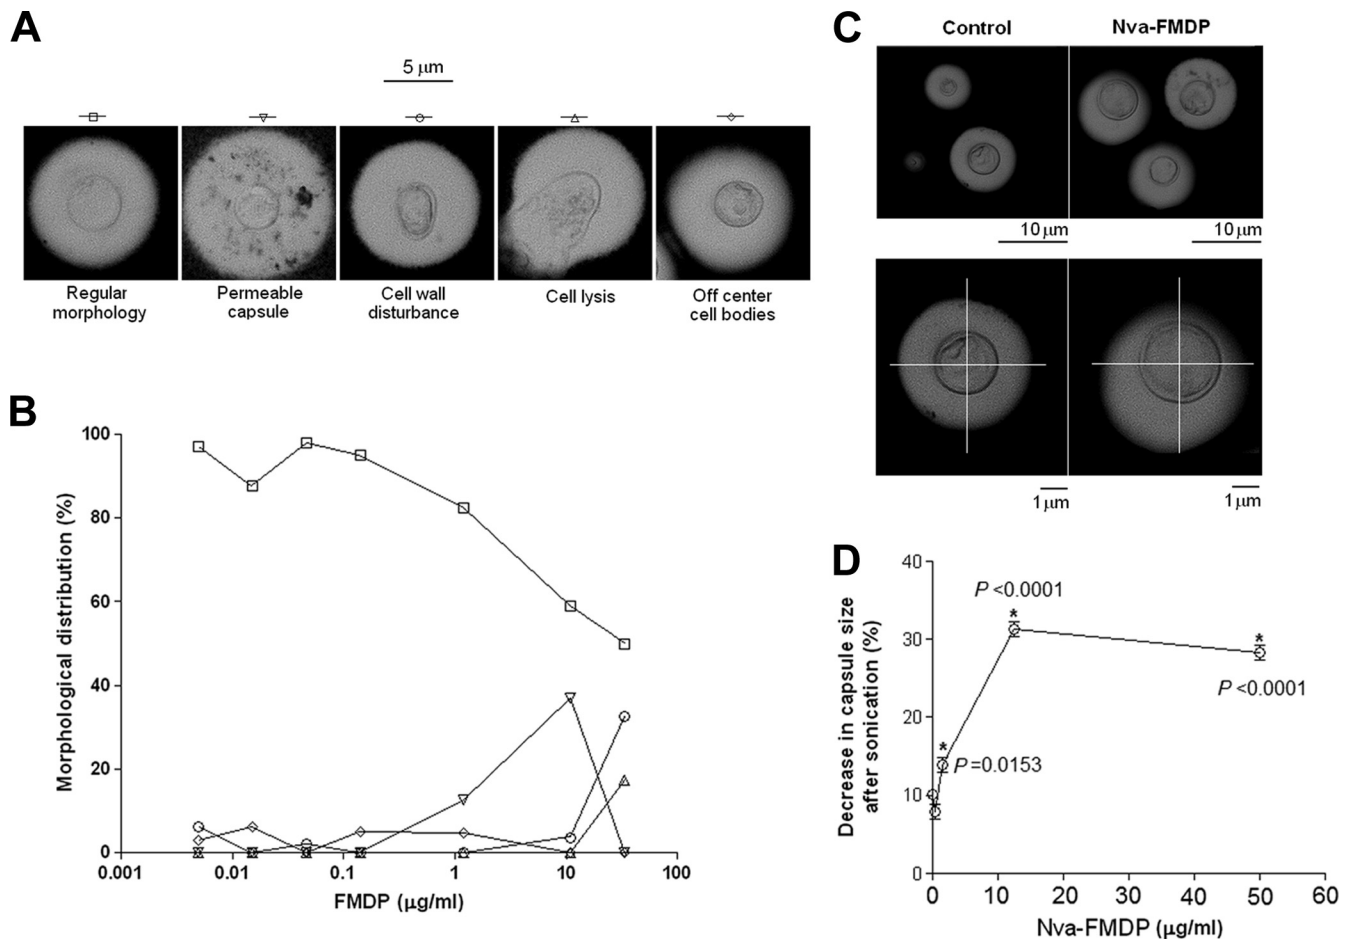 A
5 μm
Regular
morphology
Permeable
capsule
Cell wall
disturbance
Cell lysis
Off center
cell bodies
B
100
80
60
40
20
0
Morphological distribution (%)
0.001
0.01
0.1
1
10
100
FMDP (μg/ml)
C
Control
Nva-FMDP
10 μm
10 μm
1 μm
1 μm
D
40
30
20
10
0
Decrease in capsule size
after sonication (%)
P <0.0001
*
*
P <0.0001
*
P =0.0153
0
10
20
30
40
50
60
Nva-FMDP (μg/ml)